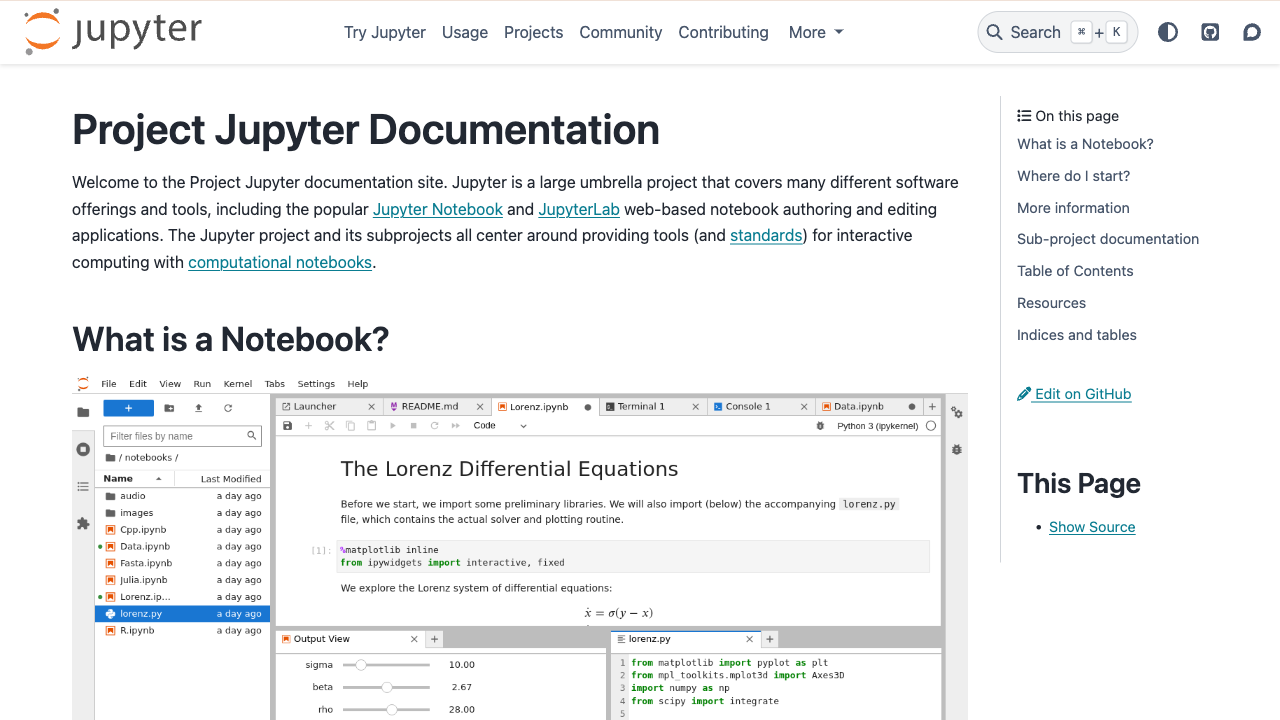 jupyter
Try Jupyter Usage Projects Community Contributing More
Search ⌘ + K
Project Jupyter Documentation
Welcome to the Project Jupyter documentation site. Jupyter is a large umbrella project that covers many different software
offerings and tools, including the popular Jupyter Notebook and JupyterLab web-based notebook authoring and editing
applications. The Jupyter project and its subprojects all center around providing tools (and standards) for interactive
computing with computational notebooks.
What is a Notebook?
File Edit View Run Kernel Tabs Settings Help
Filter files by name
/ notebooks /
Name Last Modified
audio a day ago
images a day ago
Cpp.ipynb a day ago
Data.ipynb a day ago
Fasta.ipynb a day ago
Julia.ipynb a day ago
Lorenz.ip... a day ago
lorenz.py a day ago
R.ipynb a day ago
Launcher README.md Lorenz.ipynb Terminal 1 Console 1 Data.ipynb
Code Python 3 (ipykernel)
The Lorenz Differential Equations
Before we start, we import some preliminary libraries. We will also import (below) the accompanying lorenz.py
file, which contains the actual solver and plotting routine.
[1]: %matplotlib inline
from ipywidgets import interactive, fixed
We explore the Lorenz system of differential equations:
ẋ = σ(y − x)
Output View
sigma 10.00
beta 2.67
rho 28.00
lorenz.py
1 from matplotlib import pyplot as plt
2 from mpl_toolkits.mplot3d import Axes3D
3 import numpy as np
4 from scipy import integrate
5
On this page
What is a Notebook?
Where do I start?
More information
Sub-project documentation
Table of Contents
Resources
Indices and tables
Edit on GitHub
This Page
• Show Source